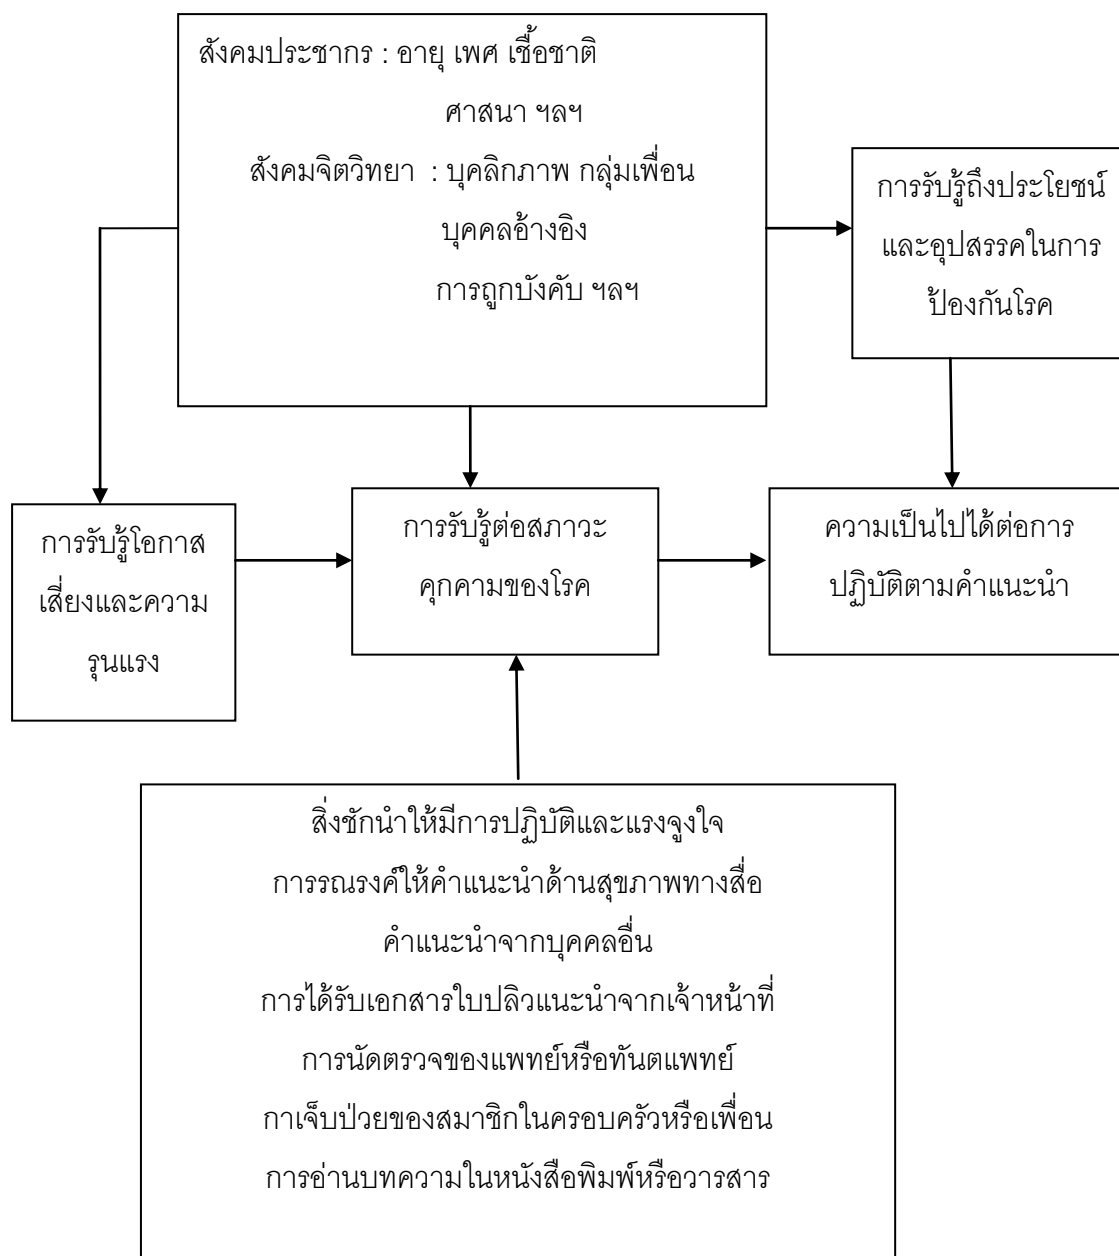 สังคมประชากร : อายุ เพศ เชื้อชาติ
ศาสนา ฯลฯ
สังคมจิตวิทยา : บุคลิกภาพ กลุ่มเพื่อน
บุคคลอ้างอิง
การถูกบังคับ ฯลฯ
การรับรู้ถึงประโยชน์
และอุปสรรคในการ
ป้องกันโรค
การรับรู้โอกาส
เสี่ยงและความ
รุนแรง
การรับรู้ต่อสภาวะ
คุกคามของโรค
ความเป็นไปได้ต่อการ
ปฏิบัติตามคำแนะนำ
สิ่งชักนำให้มีการปฏิบัติและแรงจูงใจ
การรณรงค์ให้คำแนะนำด้านสุขภาพทางสื่อ
คำแนะนำจากบุคคลอื่น
การได้รับเอกสารใบปลิวแนะนำจากเจ้าหน้าที่
การนัดตรวจของแพทย์หรือทันตแพทย์
กาเจ็บป่วยของสมาชิกในครอบครัวหรือเพื่อน
การอ่านบทความในหนังสือพิมพ์หรือวารสาร